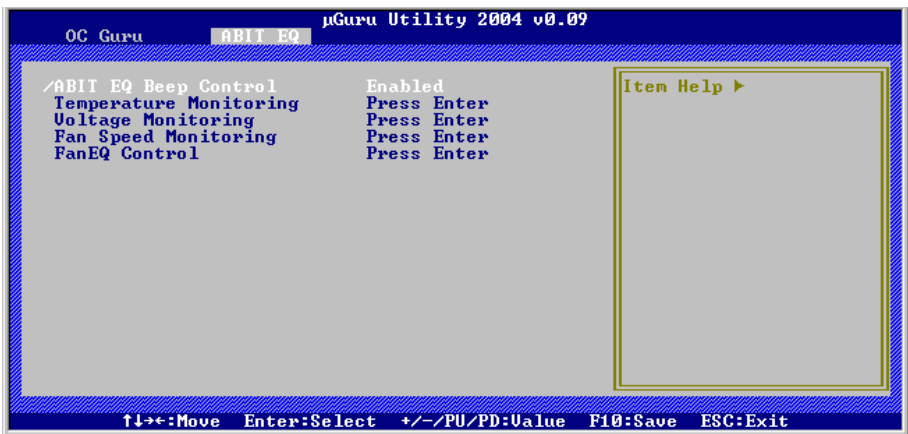 µGuru Utility 2004 v0.09
OC Guru ABIT EQ
/ABIT EQ Beep Control Enabled
Temperature Monitoring Press Enter
Voltage Monitoring Press Enter
Fan Speed Monitoring Press Enter
FanEQ Control Press Enter
Item Help ►
↑↓→←:Move Enter:Select +/-/PU/PD:Value F10:Save ESC:Exit